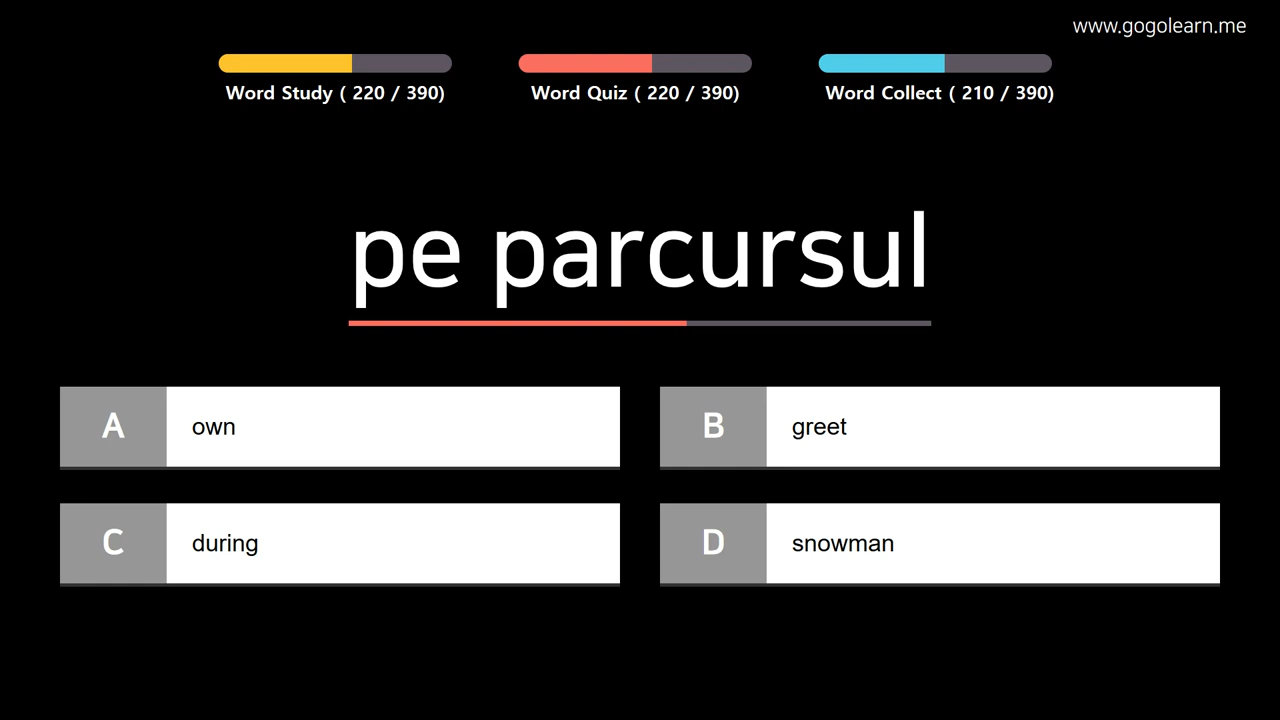 www.gogolearn.me
Word Study ( 220 / 390)
Word Quiz ( 220 / 390)
Word Collect ( 210 / 390)
pe parcursul
A own
B greet
C during
D snowman